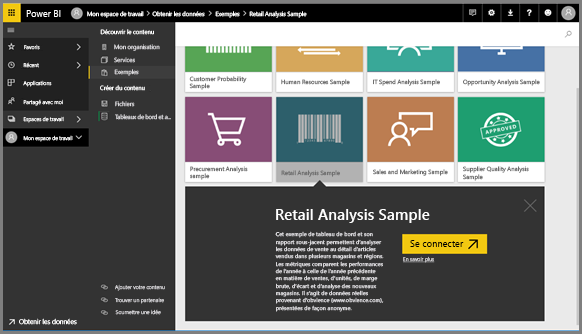 Power BI
Mon espace de travail > Obtenir les données > Exemples > Retail Analysis Sample
Favoris
Récent
Applications
Partagé avec moi
Espaces de travail
Mon espace de travail
Obtenir les données
Découvrir le contenu
Mon organisation
Services
Exemples
Créer du contenu
Fichiers
Tableaux de bord et a...
Ajouter votre contenu
Trouver un partenaire
Soumettre une idée
Customer Probability
Sample
Human Resources Sample
IT Spend Analysis Sample
Opportunity Analysis
Sample
APPROVED
Procurement Analysis
sample
Retail Analysis Sample
Sales and Marketing Sample
Supplier Quality Analysis
Sample
Retail Analysis Sample
Cet exemple de tableau de bord et son
rapport sous-jacent permettent d'analyser
les données de vente au détail d'articles
vendus dans plusieurs magasins et régions.
Les métriques comparent les performances
de l'année à celle de l'année précédente
en matière de ventes, d'unités, de marge
brute, d'écart et d'analyse des nouveaux
magasins. Il s'agit de données réelles
provenant d'obvience (www.obvience.com),
présentées de façon anonyme.
Se connecter
En savoir plus